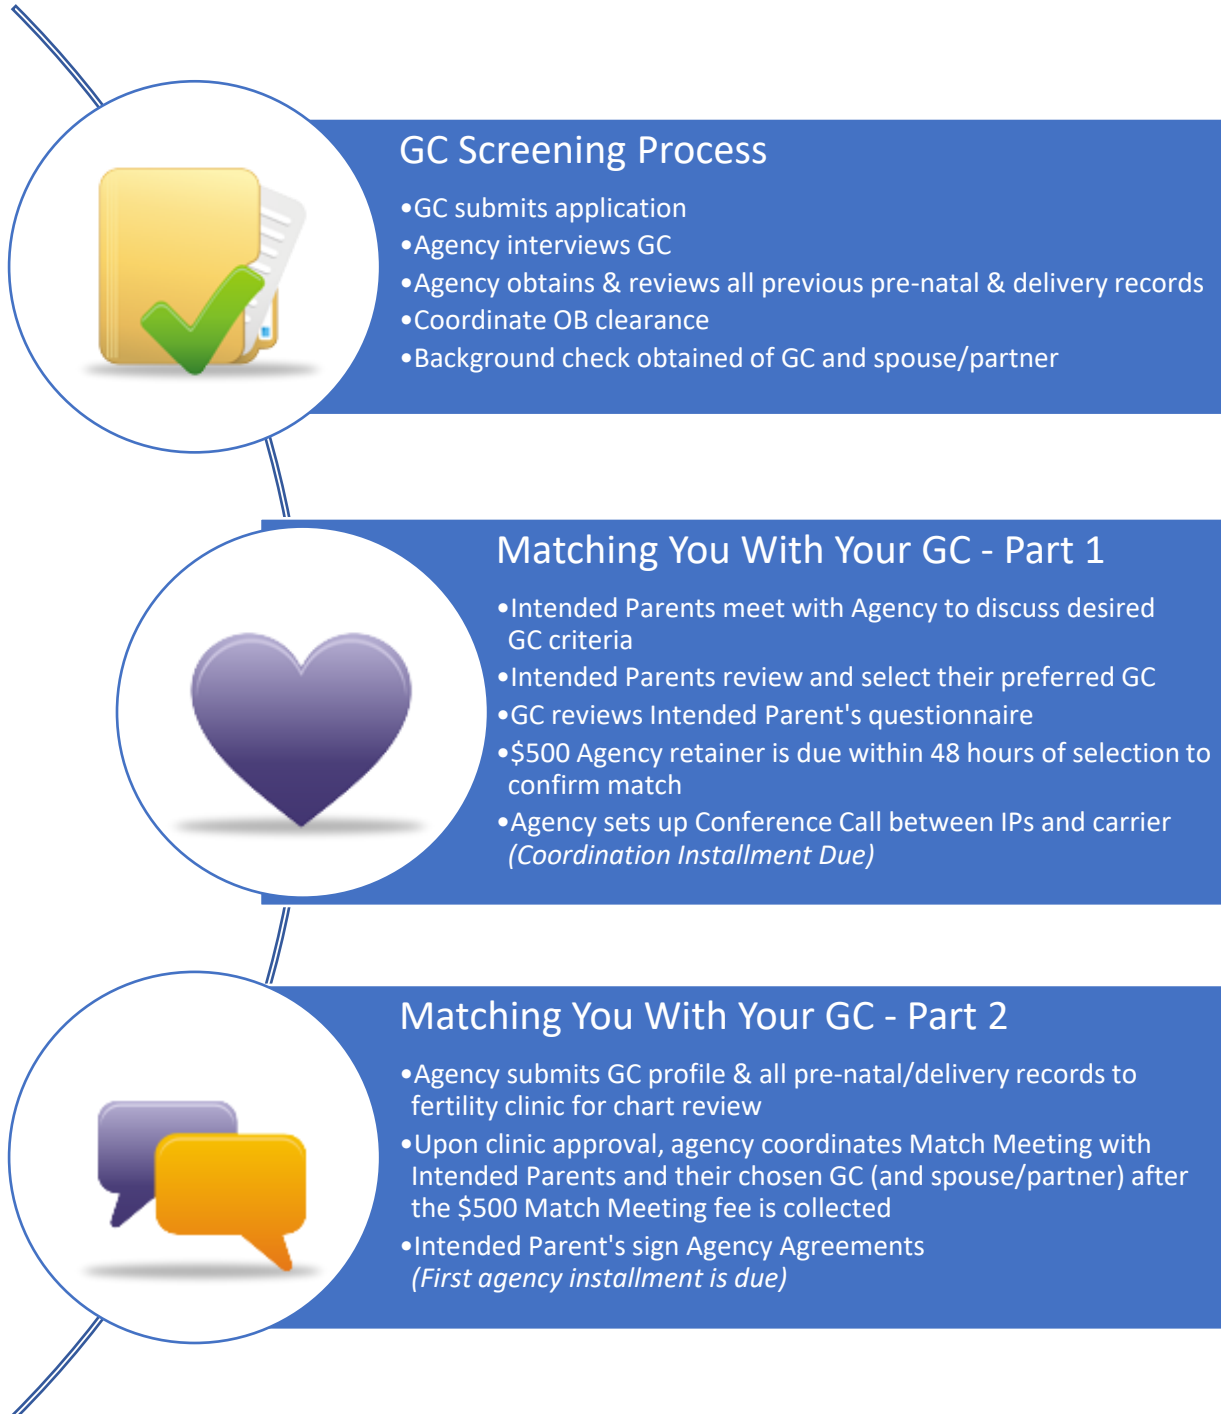 GC Screening Process
•GC submits application
•Agency interviews GC
•Agency obtains & reviews all previous pre-natal & delivery records
•Coordinate OB clearance
•Background check obtained of GC and spouse/partner
Matching You With Your GC - Part 1
•Intended Parents meet with Agency to discuss desired
GC criteria
•Intended Parents review and select their preferred GC
•GC reviews Intended Parent's questionnaire
•$500 Agency retainer is due within 48 hours of selection to
confirm match
•Agency sets up Conference Call between IPs and carrier
(Coordination Installment Due)
Matching You With Your GC - Part 2
•Agency submits GC profile & all pre-natal/delivery records to
fertility clinic for chart review
•Upon clinic approval, agency coordinates Match Meeting with
Intended Parents and their chosen GC (and spouse/partner) after
the $500 Match Meeting fee is collected
•Intended Parent's sign Agency Agreements
(First agency installment is due)